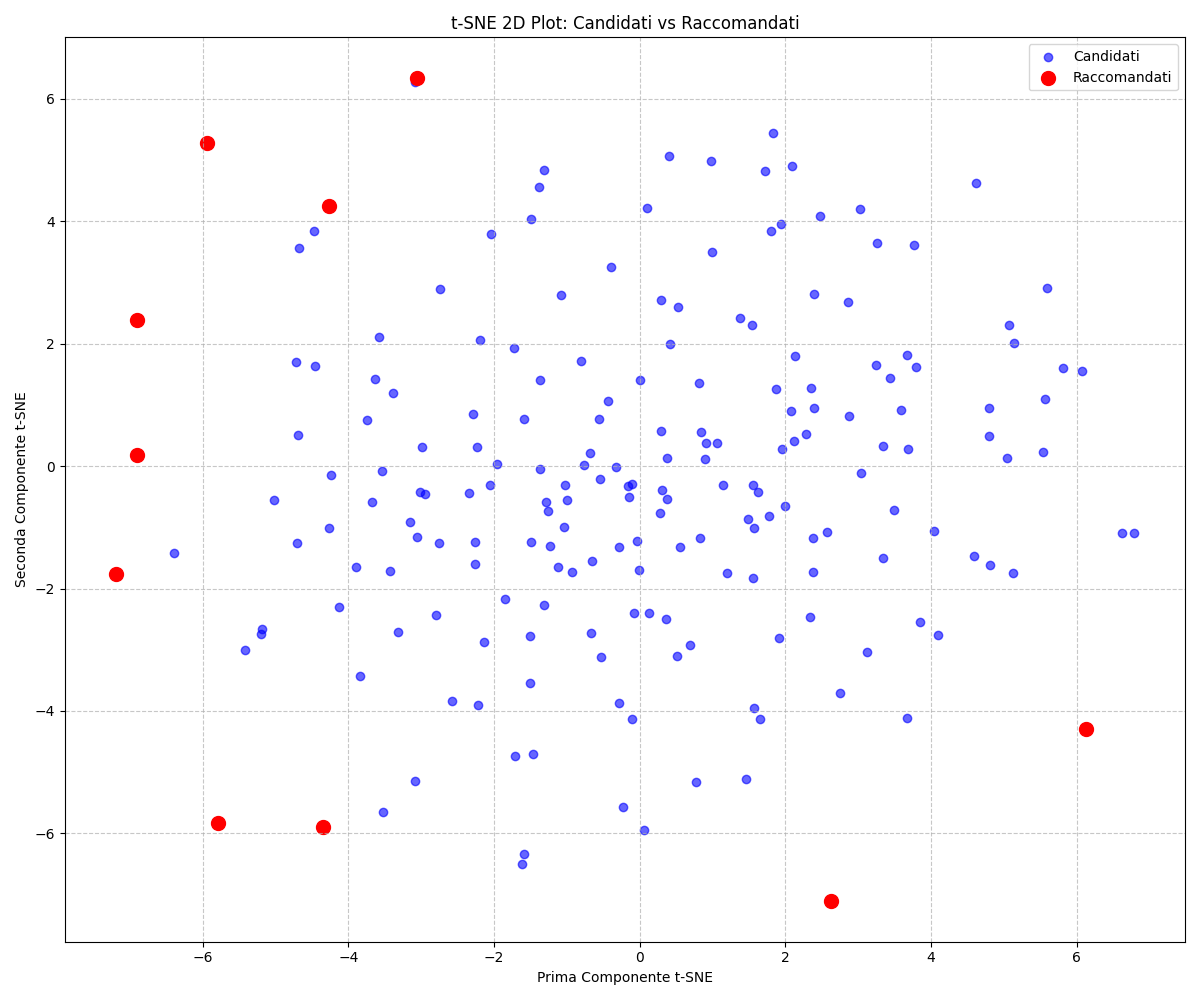 t-SNE 2D Plot: Candidati vs Raccomandati
Candidati
Raccomandati
6
4
2
0
−2
−4
−6
Seconda Componente t-SNE
−6 −4 −2 0 2 4 6
Prima Componente t-SNE